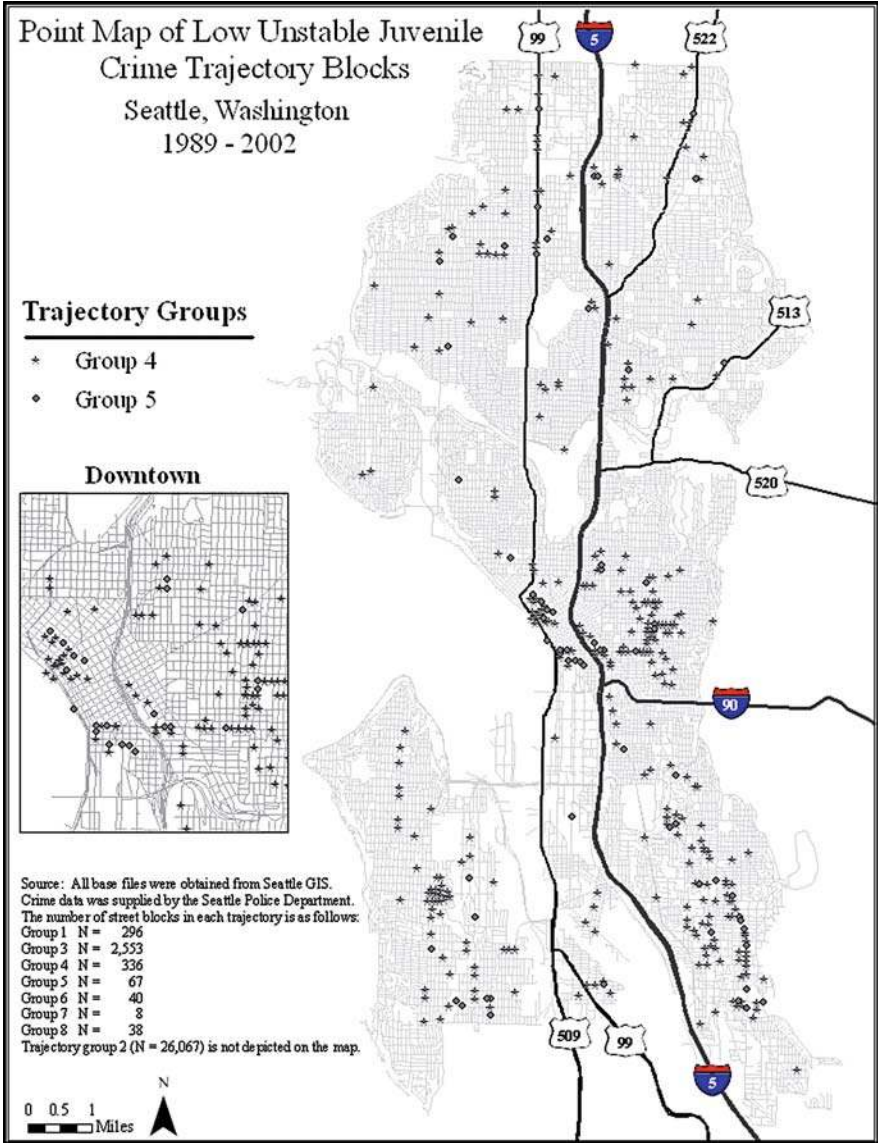 Point Map of Low Unstable Juvenile
Crime Trajectory Blocks
Seattle, Washington
1989 - 2002
99
5
522
Trajectory Groups
Group 4
Group 5
513
Downtown
520
90
Source: All base files were obtained from Seattle GIS.
Crime data was supplied by the Seattle Police Department.
The number of street blocks in each trajectory is as follows:
Group 1 N = 296
Group 3 N = 2,553
Group 4 N = 336
Group 5 N = 67
Group 6 N = 40
Group 7 N = 8
Group 8 N = 38
Trajectory group 2 (N = 26,067) is not depicted on the map.
509
99
5
N
0 0.5 1
Miles